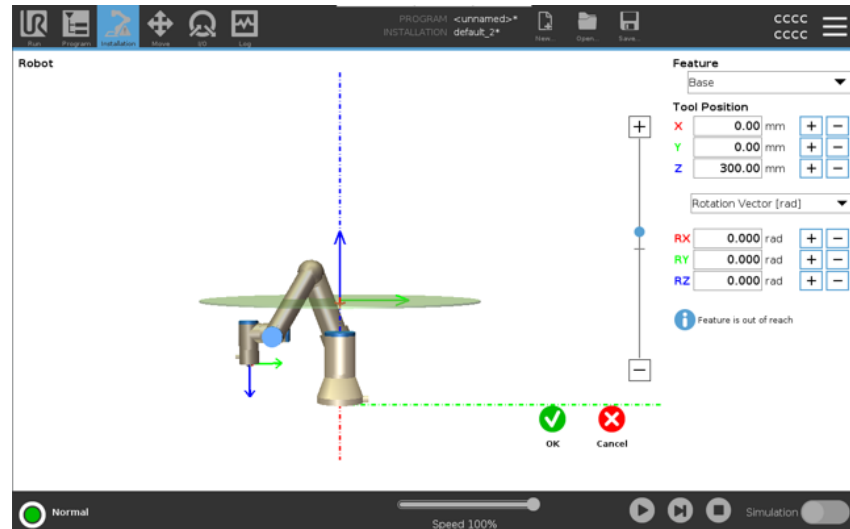 UR
PROGRAM <unnamed>*
INSTALLATION default_2*
CCCC
CCCC
Run Program Installation Move I/O Log New... Open... Save...
Robot
Feature
Base
Tool Position
X 0.00 mm + −
Y 0.00 mm + −
Z 300.00 mm + −
Rotation Vector [rad]
RX 0.000 rad + −
RY 0.000 rad + −
RZ 0.000 rad + −
i Feature is out of reach
+
−
OK Cancel
Normal
Speed 100%
Simulation